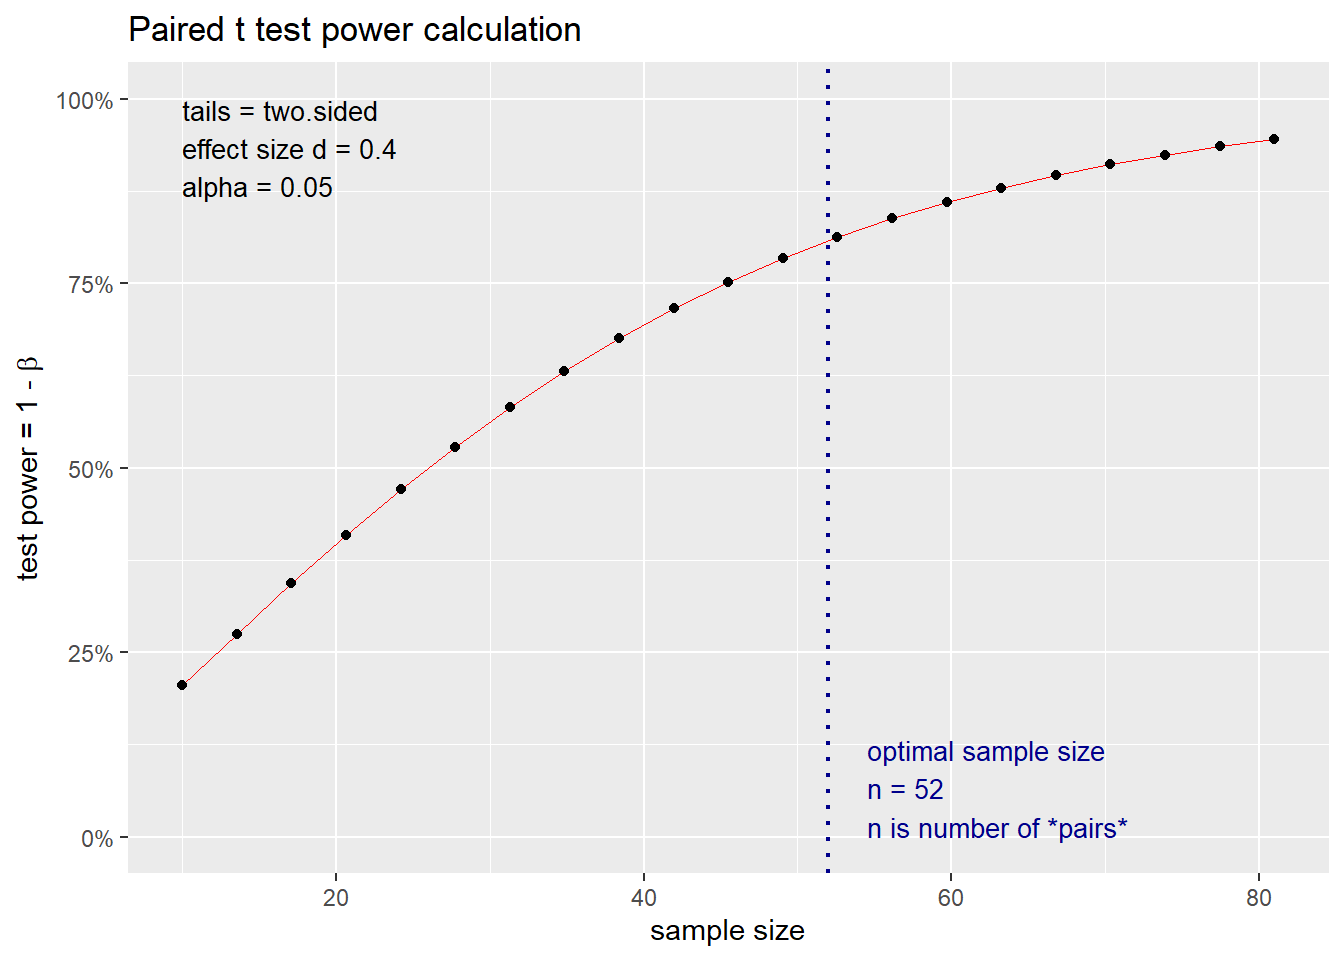 Paired t test power calculation
100%
75%
50%
25%
0%
test power = 1 - β
tails = two.sided
effect size d = 0.4
alpha = 0.05
optimal sample size
n = 52
n is number of *pairs*
20
40
60
80
sample size